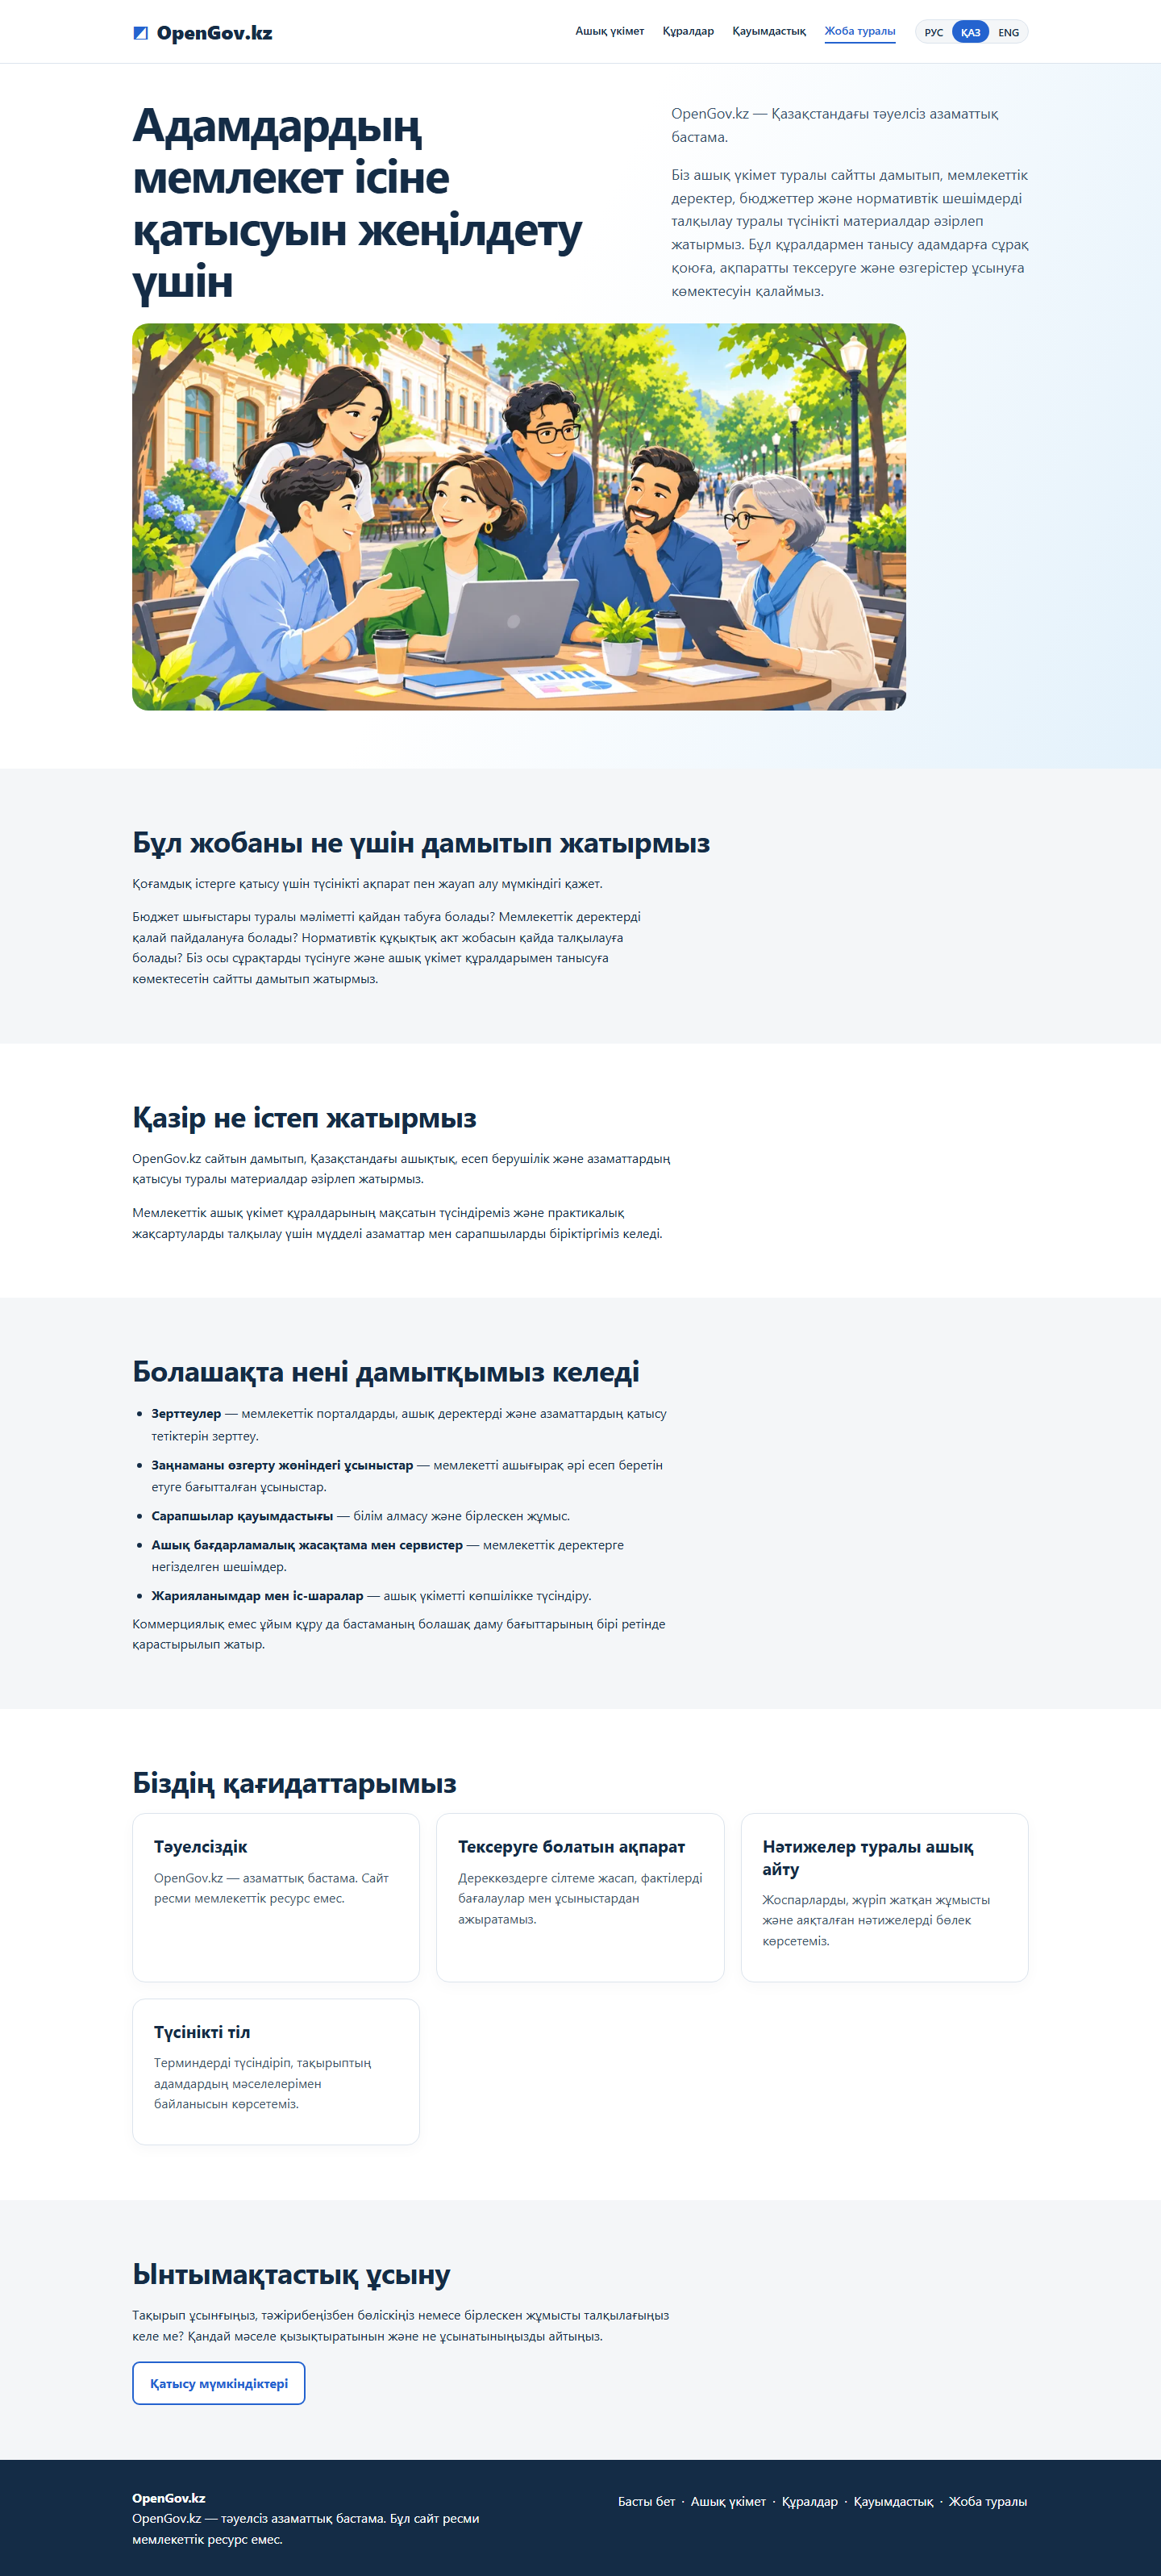 OpenGov.kz
Ашық үкімет
Құралдар
Қауымдастық
Жоба туралы
РУС
ҚАЗ
ENG
Адамдардың
мемлекет ісіне
қатысуын жеңілдету
үшін
OpenGov.kz — Қазақстандағы тәуелсіз азаматтық
бастама.
Біз ашық үкімет туралы сайтты дамытып, мемлекеттік
деректер, бюджеттер және нормативтік шешімдерді
талқылау туралы түсінікті материалдар әзірлеп
жатырмыз. Бұл құралдармен танысу адамдарға сұрақ
қоюға, ақпаратты тексеруге және өзгерістер ұсынуға
көмектесуін қалаймыз.
Бұл жобаны не үшін дамытып жатырмыз
Қоғамдық істерге қатысу үшін түсінікті ақпарат пен жауап алу мүмкіндігі қажет.
Бюджет шығыстары туралы мәліметті қайдан табуға болады? Мемлекеттік деректерді
қалай пайдалануға болады? Нормативтік құқықтық акт жобасын қайда талқылауға
болады? Біз осы сұрақтарды түсінуге және ашық үкімет құралдарымен танысуға
көмектесетін сайтты дамытып жатырмыз.
Қазір не істеп жатырмыз
OpenGov.kz сайтын дамытып, Қазақстандағы ашықтық, есеп берушілік және азаматтардың
қатысуы туралы материалдар әзірлеп жатырмыз.
Мемлекеттік ашық үкімет құралдарының мақсатын түсіндіреміз және практикалық
жақсартуларды талқылау үшін мүдделі азаматтар мен сарапшыларды біріктіргіміз келеді.
Болашақта нені дамытқымыз келеді
• Зерттеулер — мемлекеттік порталдарды, ашық деректерді және азаматтардың қатысу
тетіктерін зерттеу.
• Заңнаманы өзгерту жөніндегі ұсыныстар — мемлекетті ашығырақ әрі есеп беретін
етуге бағытталған ұсыныстар.
• Сарапшылар қауымдастығы — білім алмасу және бірлескен жұмыс.
• Ашық бағдарламалық жасақтама мен сервистер — мемлекеттік деректерге
негізделген шешімдер.
• Жарияланымдар мен іс-шаралар — ашық үкіметті көпшілікке түсіндіру.
Коммерциялық емес ұйым құру да бастаманың болашақ даму бағыттарының бірі ретінде
қарастырылып жатыр.
Біздің қағидаттарымыз
Тәуелсіздік
OpenGov.kz — азаматтық бастама. Сайт
ресми мемлекеттік ресурс емес.
Тексеруге болатын ақпарат
Дереккөздерге сілтеме жасап, фактілерді
бағалаулар мен ұсыныстардан
ажыратамыз.
Нәтижелер туралы ашық
айту
Жоспарларды, жүріп жатқан жұмысты
және аяқталған нәтижелерді бөлек
көрсетеміз.
Түсінікті тіл
Терминдерді түсіндіріп, тақырыптың
адамдардың мәселелерімен
байланысын көрсетеміз.
Ынтымақтастық ұсыну
Тақырып ұсынғыңыз, тәжірибеңізбен бөліскіңіз немесе бірлескен жұмысты талқылағыңыз
келе ме? Қандай мәселе қызықтыратынын және не ұсынатыныңызды айтыңыз.
Қатысу мүмкіндіктері
OpenGov.kz
OpenGov.kz — тәуелсіз азаматтық бастама. Бұл сайт ресми
мемлекеттік ресурс емес.
Басты бет · Ашық үкімет · Құралдар · Қауымдастық · Жоба туралы